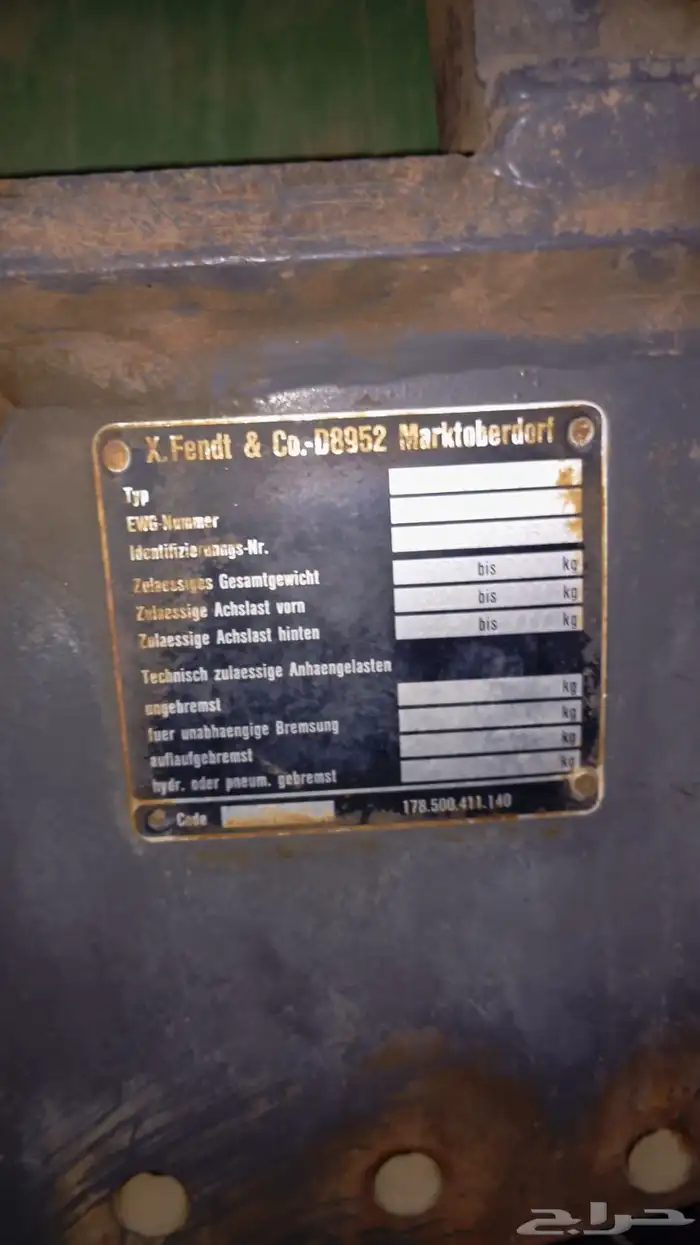 X.Fendt & Co.-D8952 Marktoberdorf
Typ
EWG-Nummer
Identifizierungs-Nr.
Zulaessiges Gesamtgewicht bis kg
Zulaessige Achslast vorn bis kg
Zulaessige Achslast hinten bis kg
Technisch zulaessige Anhaengelasten
ungebremst kg
fuer unabhaengige Bremsung kg
auflaufgebremst kg
hydr. oder pneum. gebremst kg
Code 178.500.411.140
حراج